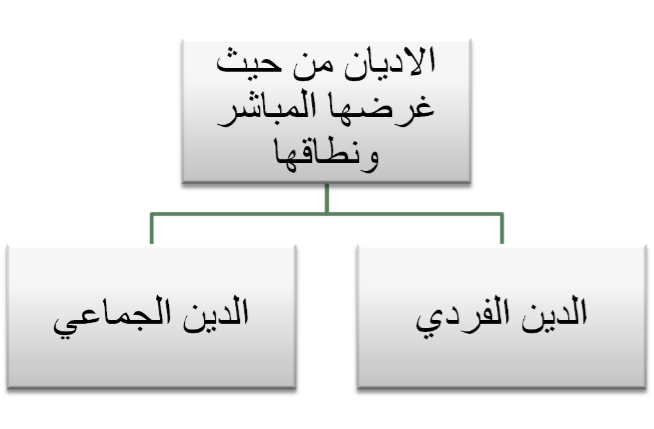 الاديان من حيث
غرضها المباشر
ونطاقها
الدين الفردي
الدين الجماعي